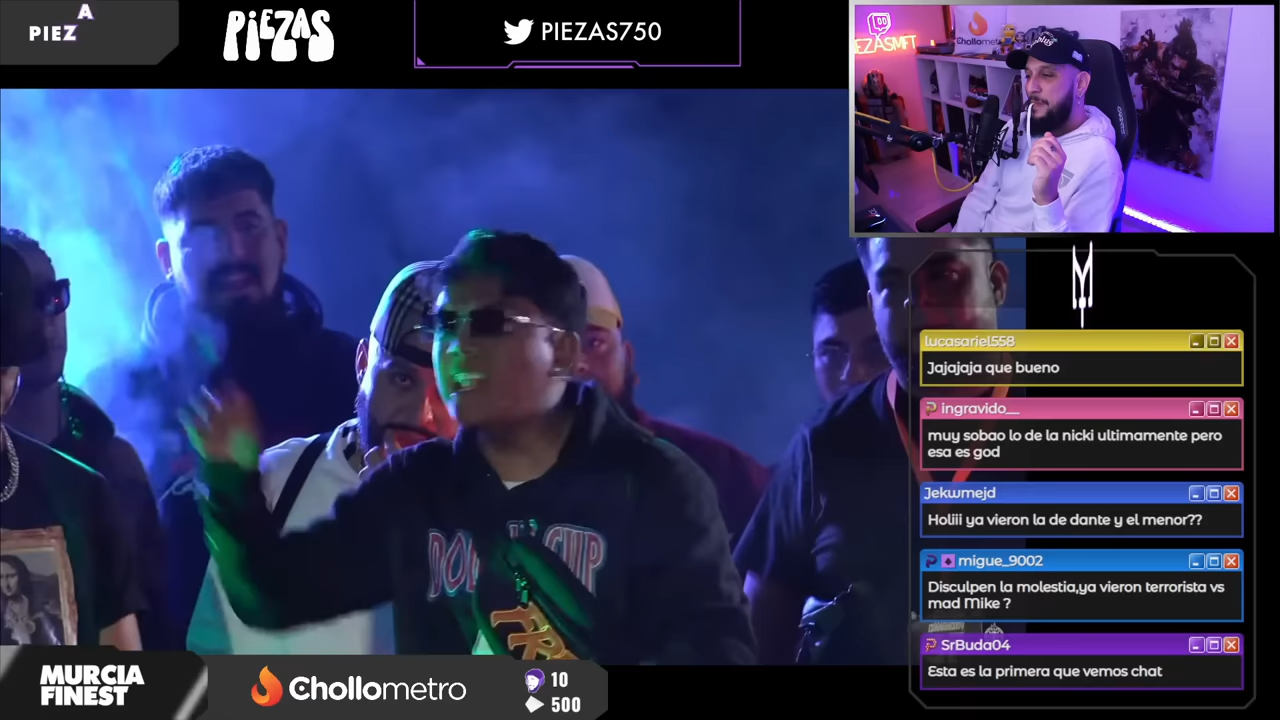 PIEZ
A
PIEZAS
PIEZAS750
EZASMFT
Chollomet
lucasariel558
Jajajaja que bueno
ingravido__
muy sobao lo de la nicki ultimamente pero
esa es god
Jekwmejd
Holiii ya vieron la de dante y el menor??
migue_9002
Disculpen la molestia,ya vieron terrorista vs
mad Mike ?
SrBuda04
Esta es la primera que vemos chat
MURCIA
FINEST
Chollometro
10
500